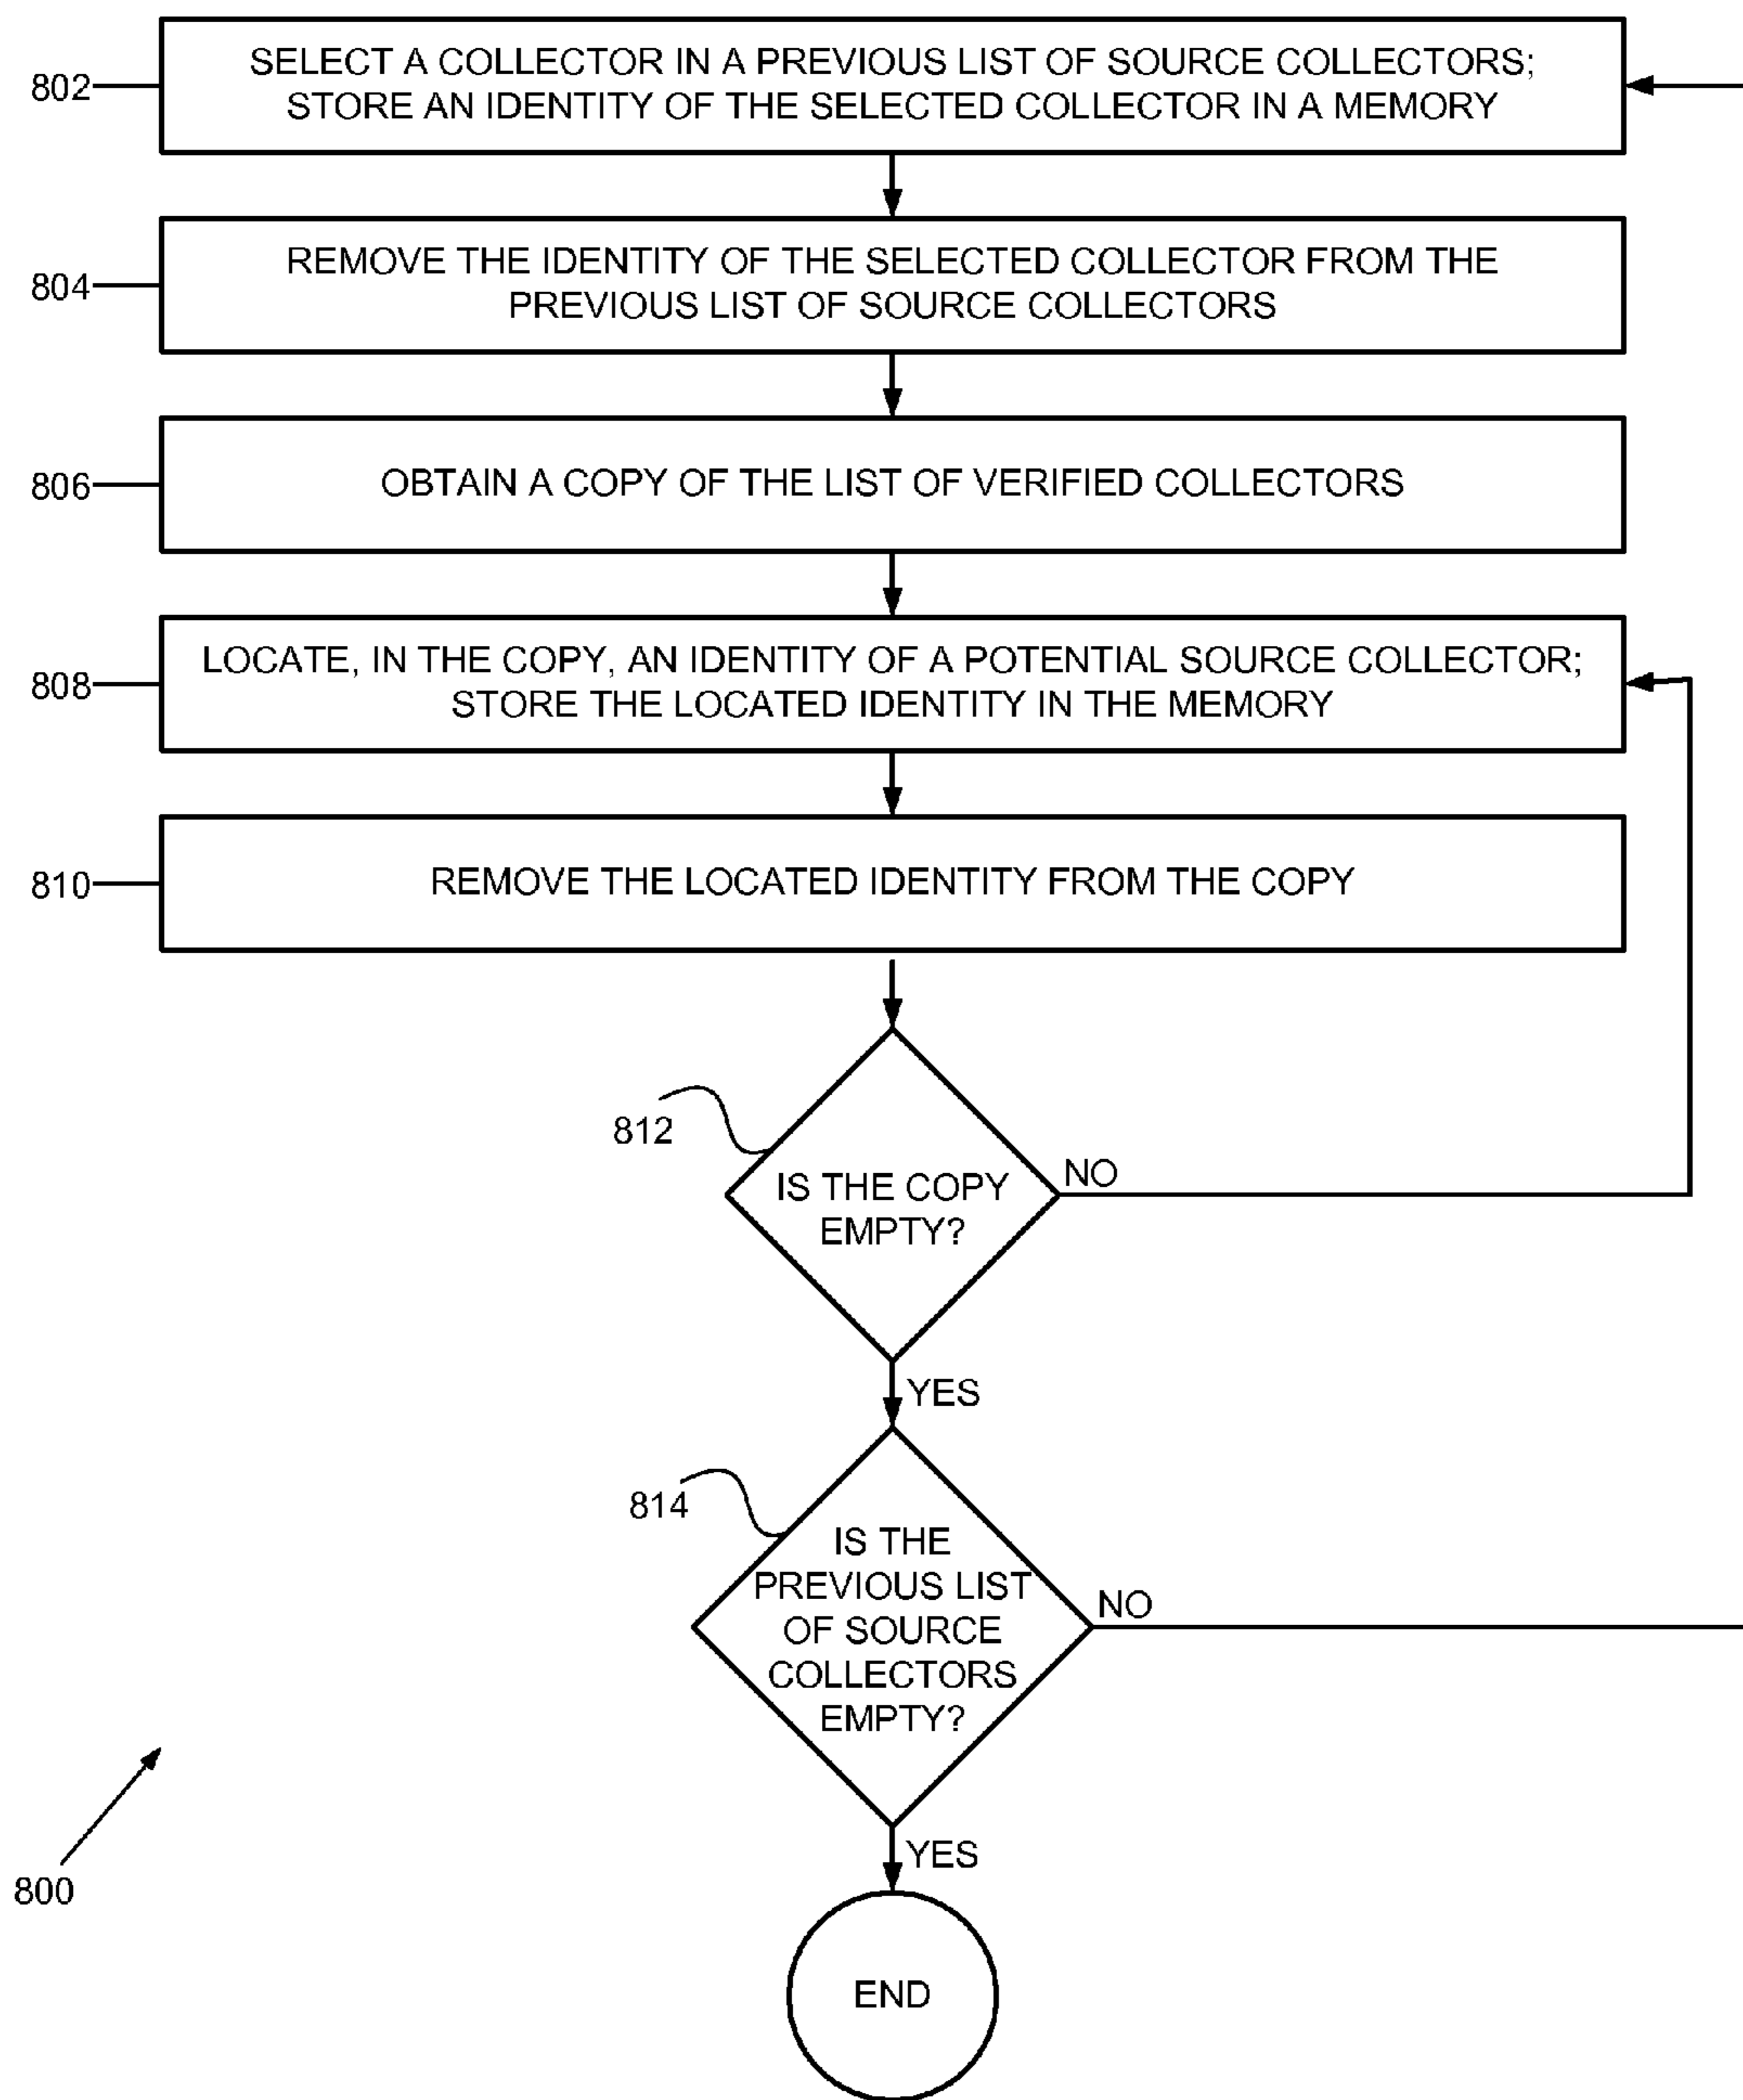 802
SELECT A COLLECTOR IN A PREVIOUS LIST OF SOURCE COLLECTORS;
STORE AN IDENTITY OF THE SELECTED COLLECTOR IN A MEMORY
804
REMOVE THE IDENTITY OF THE SELECTED COLLECTOR FROM THE
PREVIOUS LIST OF SOURCE COLLECTORS
806
OBTAIN A COPY OF THE LIST OF VERIFIED COLLECTORS
808
LOCATE, IN THE COPY, AN IDENTITY OF A POTENTIAL SOURCE COLLECTOR;
STORE THE LOCATED IDENTITY IN THE MEMORY
810
REMOVE THE LOCATED IDENTITY FROM THE COPY
812
IS THE COPY
EMPTY?
NO
YES
814
IS THE
PREVIOUS LIST
OF SOURCE
COLLECTORS
EMPTY?
NO
YES
800
END